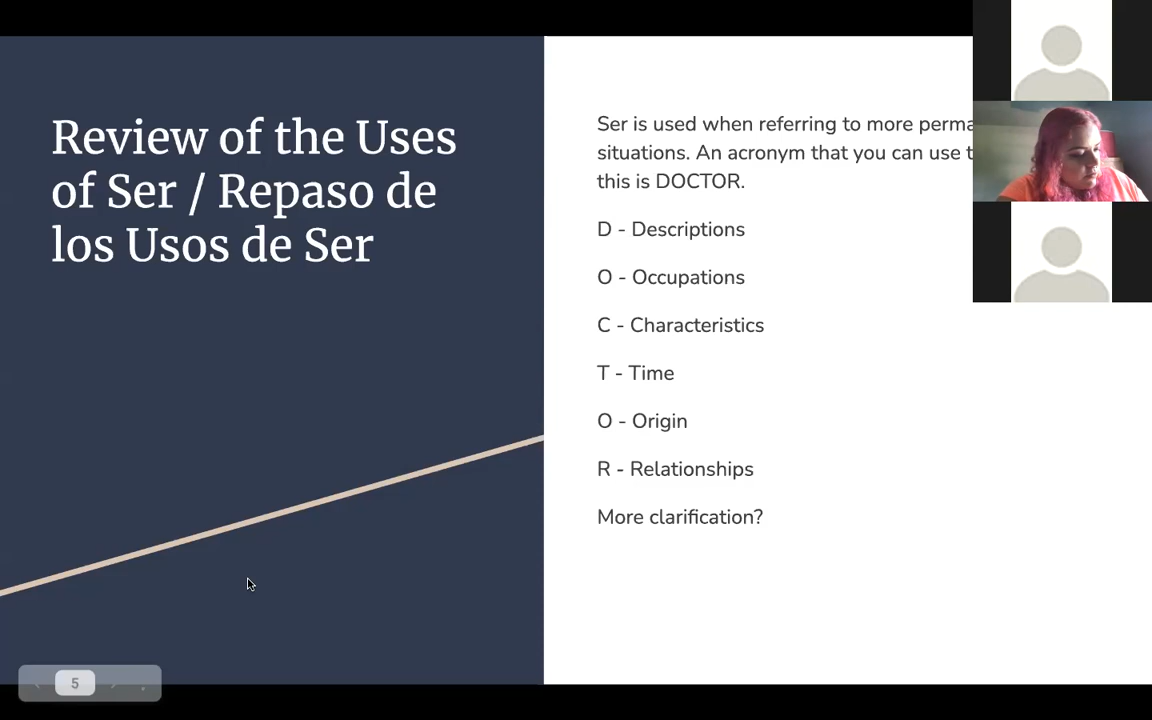 Review of the Uses
of Ser / Repaso de
los Usos de Ser
Ser is used when referring to more
situations. An acronym that you can use
this is DOCTOR.
D - Descriptions
O - Occupations
C - Characteristics
T - Time
O - Origin
R - Relationships
More clarification?
5